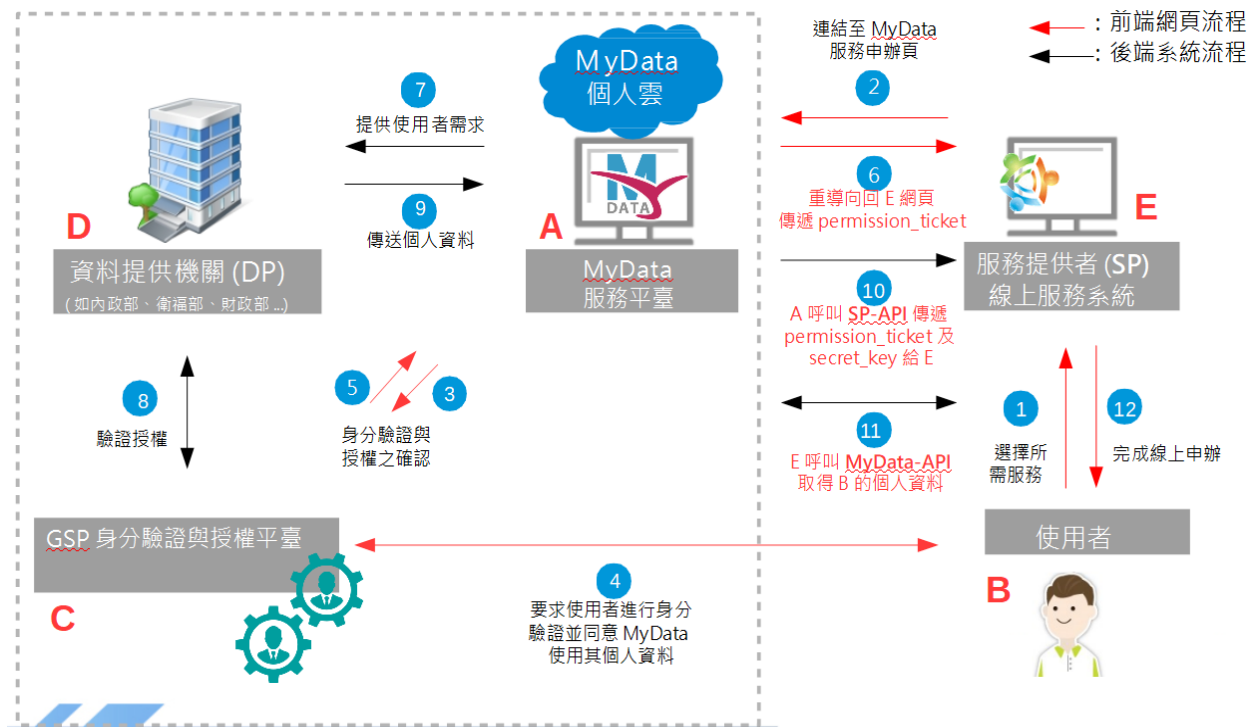 連結至 MyData
服務申辦頁
2
：前端網頁流程
：後端系統流程
MyData
個人雲
7
提供使用者需求
9
傳送個人資料
M
DATA
6
重導向回 E 網頁
傳遞 permission_ticket
D
A
E
資料提供機關 (DP)
(如內政部、衛福部、財政部...)
MyData
服務平臺
服務提供者 (SP)
線上服務系統
10
A 呼叫 SP-API 傳遞
permission_ticket 及
secret_key 給 E
8
驗證授權
5
3
身分驗證與
授權之確認
11
E 呼叫 MyData-API
取得 B 的個人資料
1
選擇所
需服務
12
完成線上申辦
GSP 身分驗證與授權平臺
C
4
要求使用者進行身分
驗證並同意 MyData
使用其個人資料
使用者
B